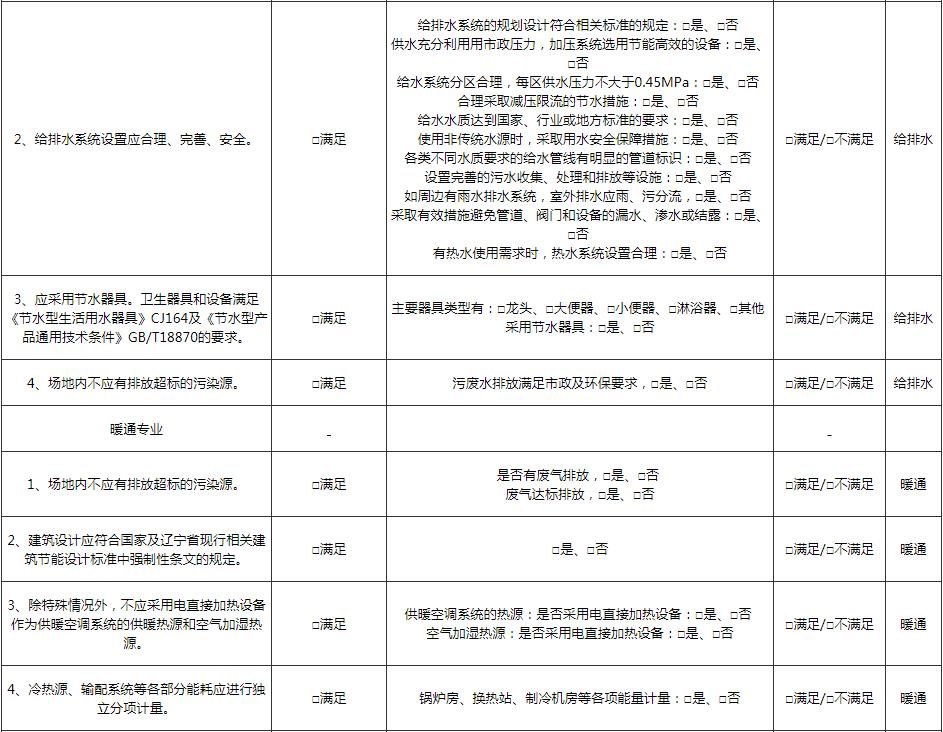 2、给排水系统设置应合理、完善、安全。
□满足
给排水系统的规划设计符合相关标准的规定：□是、□否
供水充分利用用市政压力，加压系统选用节能高效的设备：□是、
□否
给水系统分区合理，每区供水压力不大于0.45MPa：□是、□否
合理采取减压限流的节水措施：□是、□否
给水水质达到国家、行业或地方标准的要求：□是、□否
使用非传统水源时，采取用水安全保障措施：□是、□否
各类不同水质要求的给水管线有明显的管道标识：□是、□否
设置完善的污水收集、处理和排放等设施：□是、□否
如周边有雨水排水系统，室外排水应雨、污分流，□是、□否
采取有效措施避免管道、阀门和设备的漏水、渗水或结露：□是、
□否
有热水使用需求时，热水系统设置合理：□是、□否
□满足/□不满足
给排水
3、应采用节水器具。卫生器具和设备满足
《节水型生活用水器具》CJ164及《节水型产
品通用技术条件》GB/T18870的要求。
□满足
主要器具类型有：□龙头、□大便器、□小便器、□淋浴器、□其他
采用节水器具：□是、□否
□满足/□不满足
给排水
4、场地内不应有排放超标的污染源。
□满足
污废水排放满足市政及环保要求，□是、□否
□满足/□不满足
给排水
暖通专业
-
-
1、场地内不应有排放超标的污染源。
□满足
是否有废气排放，□是、□否
废气达标排放，□是、□否
□满足/□不满足
暖通
2、建筑设计应符合国家及辽宁省现行相关建
筑节能设计标准中强制性条文的规定。
□满足
□是、□否
□满足/□不满足
暖通
3、除特殊情况外，不应采用电直接加热设备
作为供暖空调系统的供暖热源和空气加湿热
源。
□满足
供暖空调系统的热源：是否采用电直接加热设备：□是、□否
空气加湿热源：是否采用电直接加热设备：□是、□否
□满足/□不满足
暖通
4、冷热源、输配系统等各部分能耗应进行独
立分项计量。
□满足
锅炉房、换热站、制冷机房等各项能量计量：□是、□否
□满足/□不满足
暖通